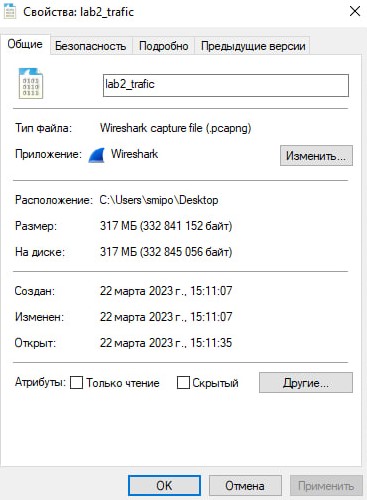 Свойства: lab2_trafic
Общие Безопасность Подробно Предыдущие версии
lab2_trafic
Тип файла: Wireshark capture file (.pcapng)
Приложение: Wireshark Изменить...
Расположение: C:\Users\smipo\Desktop
Размер: 317 МБ (332 841 152 байт)
На диске: 317 МБ (332 845 056 байт)
Создан: 22 марта 2023 г., 15:11:07
Изменен: 22 марта 2023 г., 15:11:07
Открыт: 22 марта 2023 г., 15:11:35
Атрибуты: Только чтение Скрытый Другие...
OK Отмена Применить